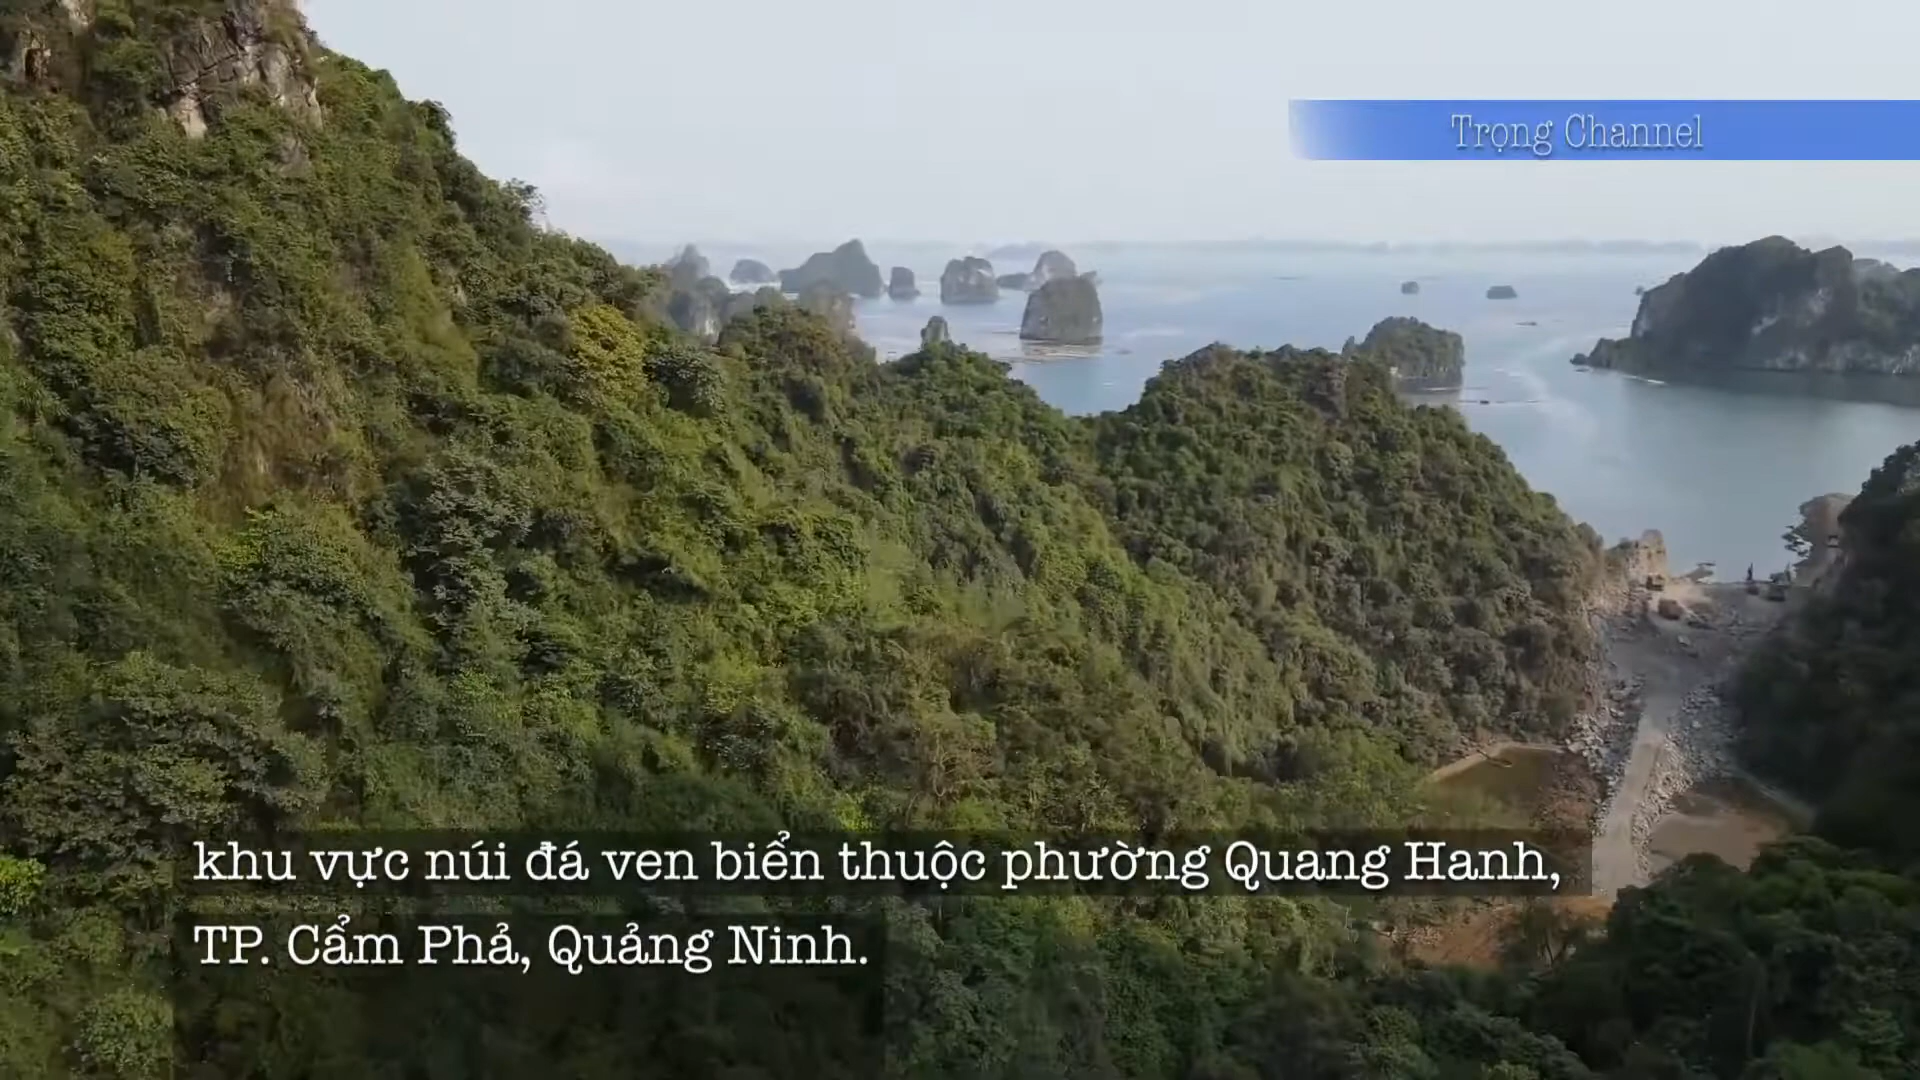 Trọng Channel
khu vực núi đá ven biển thuộc phường Quang Hanh,
TP. Cẩm Phả, Quảng Ninh.